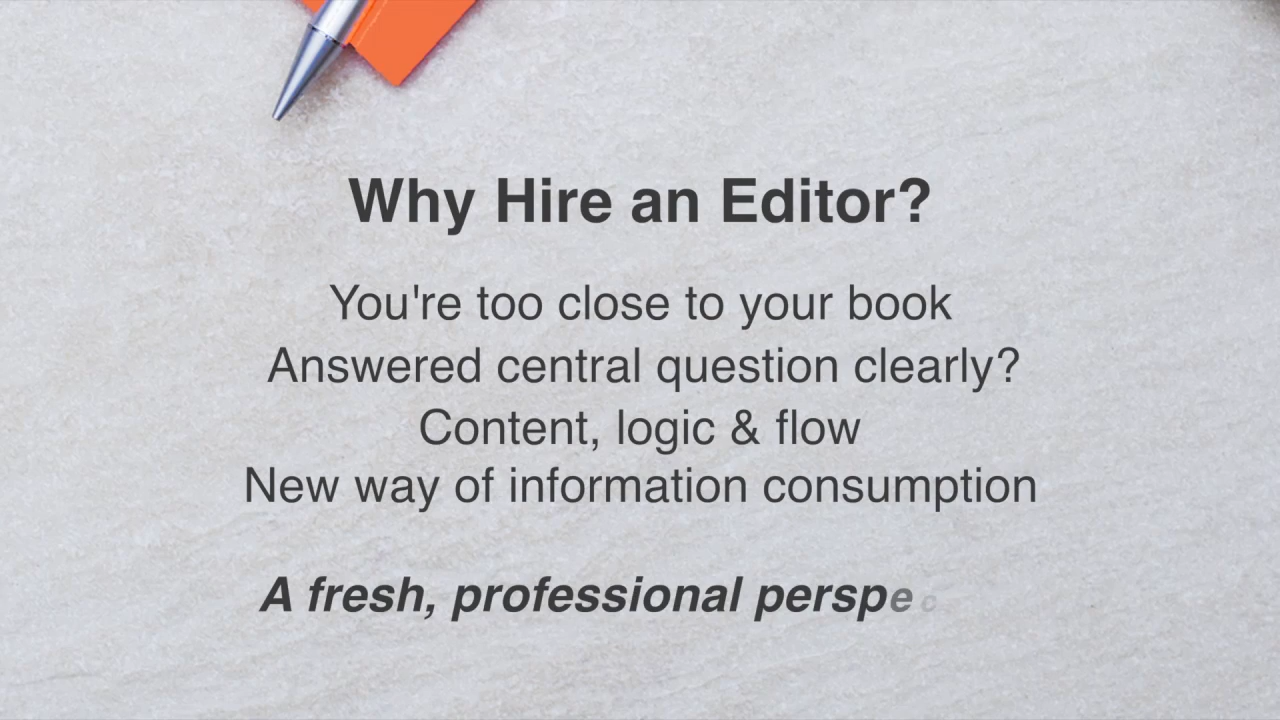 Why Hire an Editor?
You're too close to your book
Answered central question clearly?
Content, logic & flow
New way of information consumption
A fresh, professional perspec